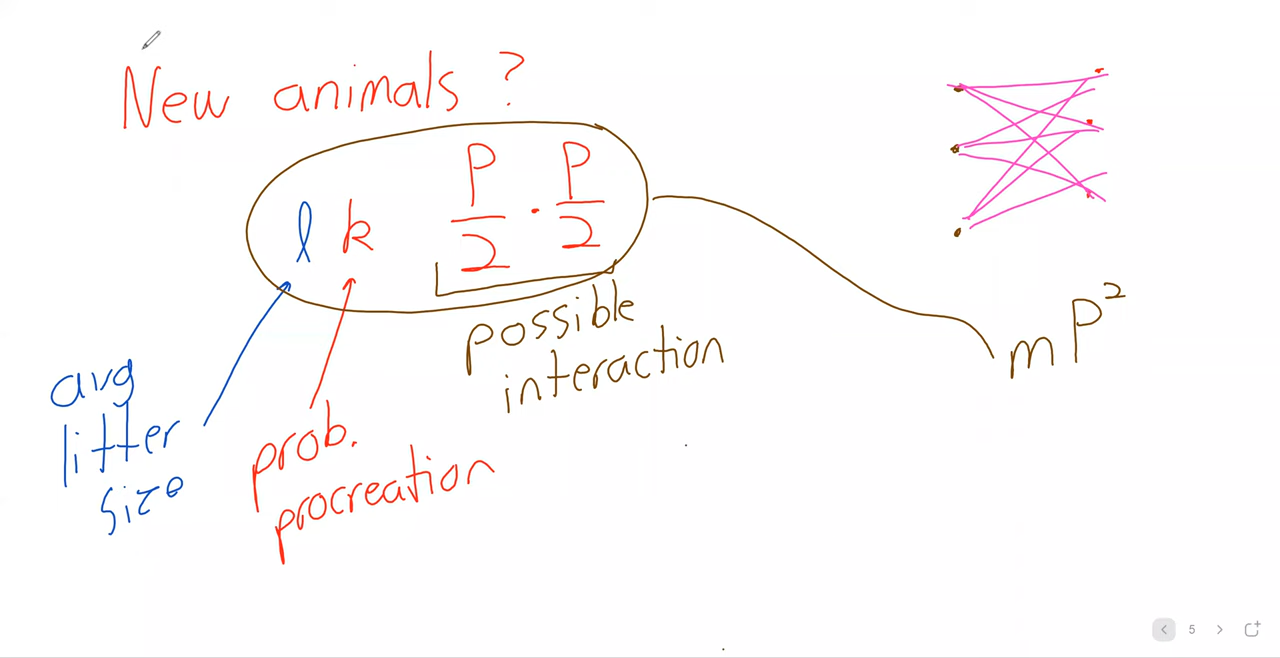 New animals ?
l k P/2 · P/2
possible
interaction
mP²
avg
litter
size
prob.
procreation
5